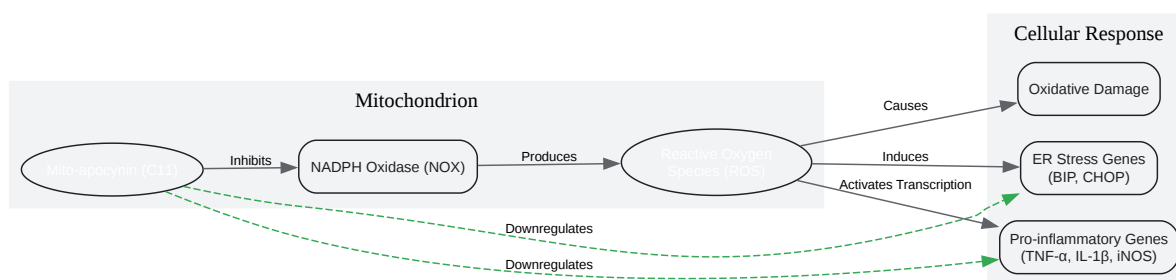 Cellular Response
Mitochondrion
Oxidative Damage
Causes
Mito-apocynin (C11)
Inhibits
NADPH Oxidase (NOX)
Produces
Reactive Oxygen
Species (ROS)
Induces
ER Stress Genes
(BIP, CHOP)
Activates Transcription
Downregulates
Pro-inflammatory Genes
(TNF-α, IL-1β, iNOS)
Downregulates